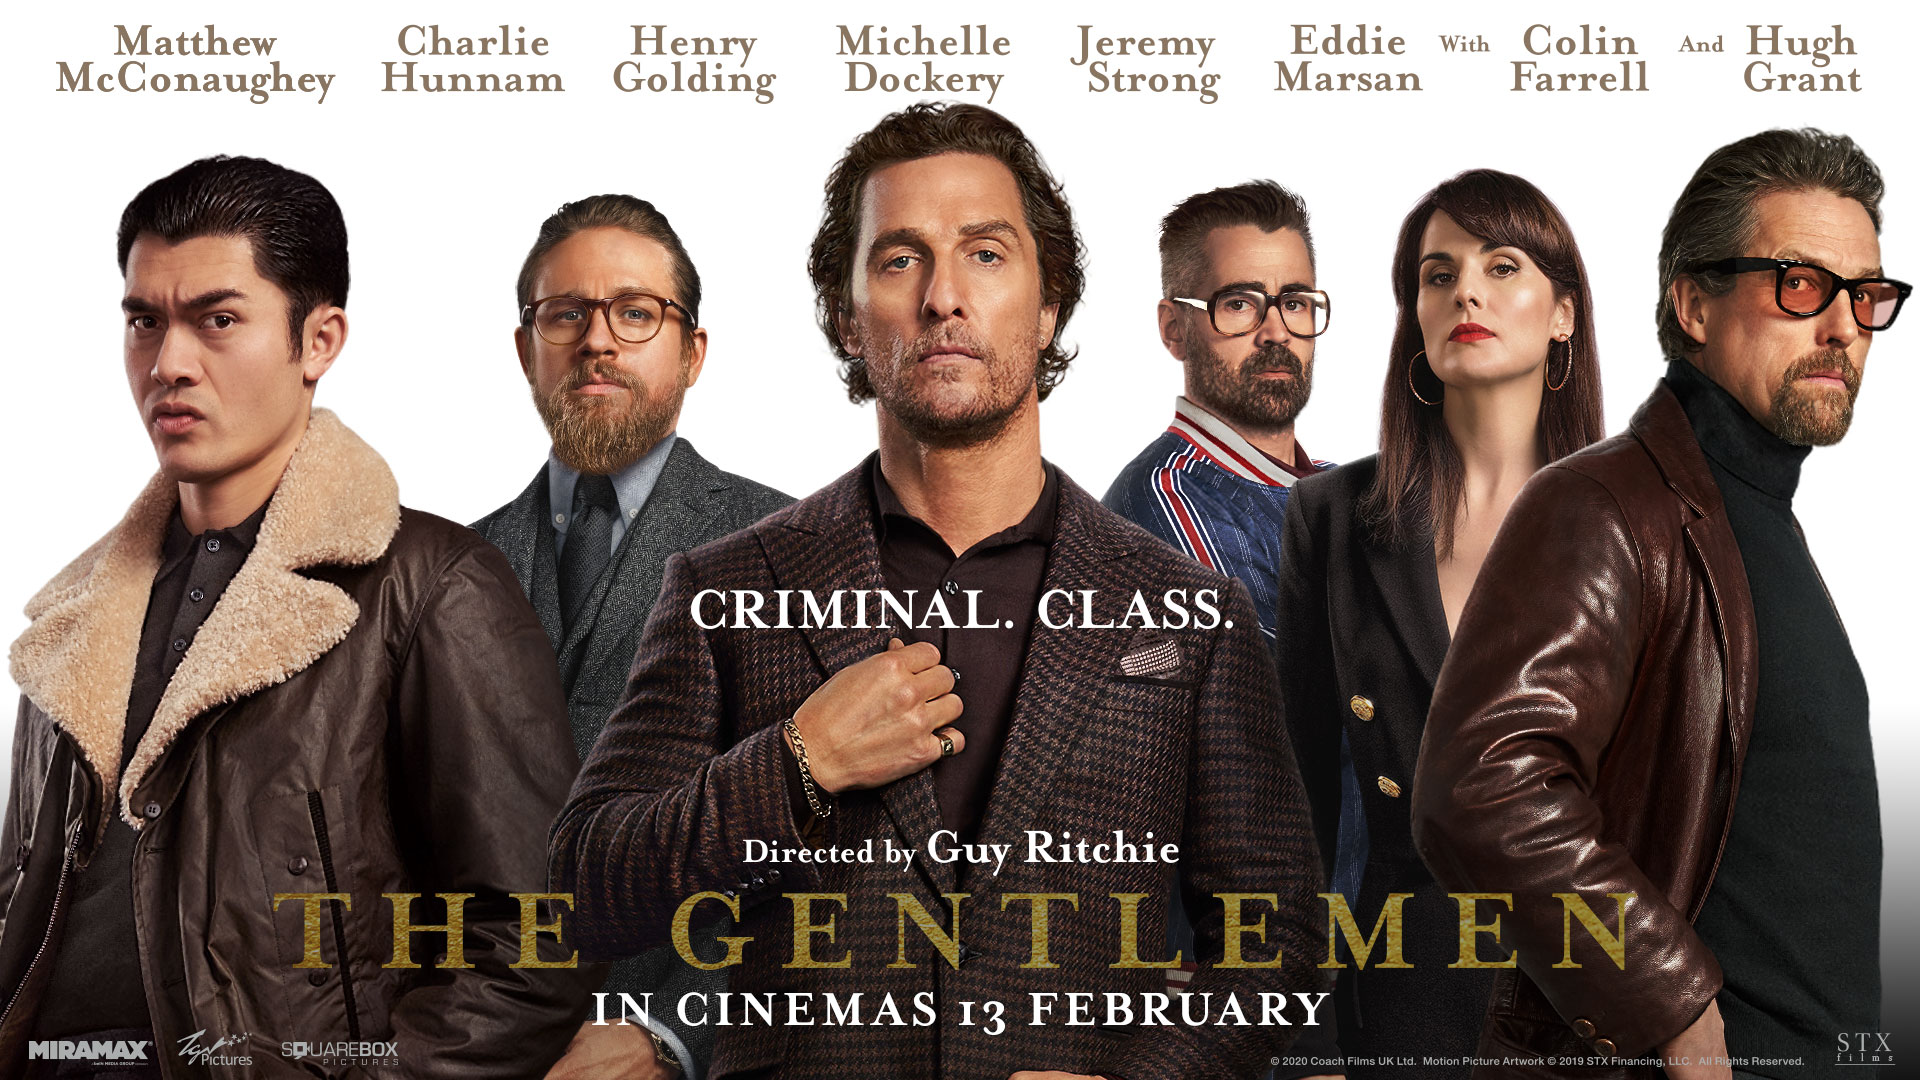 Matthew McConaughey
Charlie Hunnam
Henry Golding
Michelle Dockery
Jeremy Strong
Eddie Marsan
With Colin Farrell
And Hugh Grant
CRIMINAL. CLASS.
Directed by Guy Ritchie
THE GENTLEMEN
IN CINEMAS 13 FEBRUARY
MIRAMAX
TGN Pictures
SQUAREBOX
PICTURES
© 2020 Coach Films UK Ltd. Motion Picture Artwork © 2019 STX Financing, LLC. All Rights Reserved.
STX
films